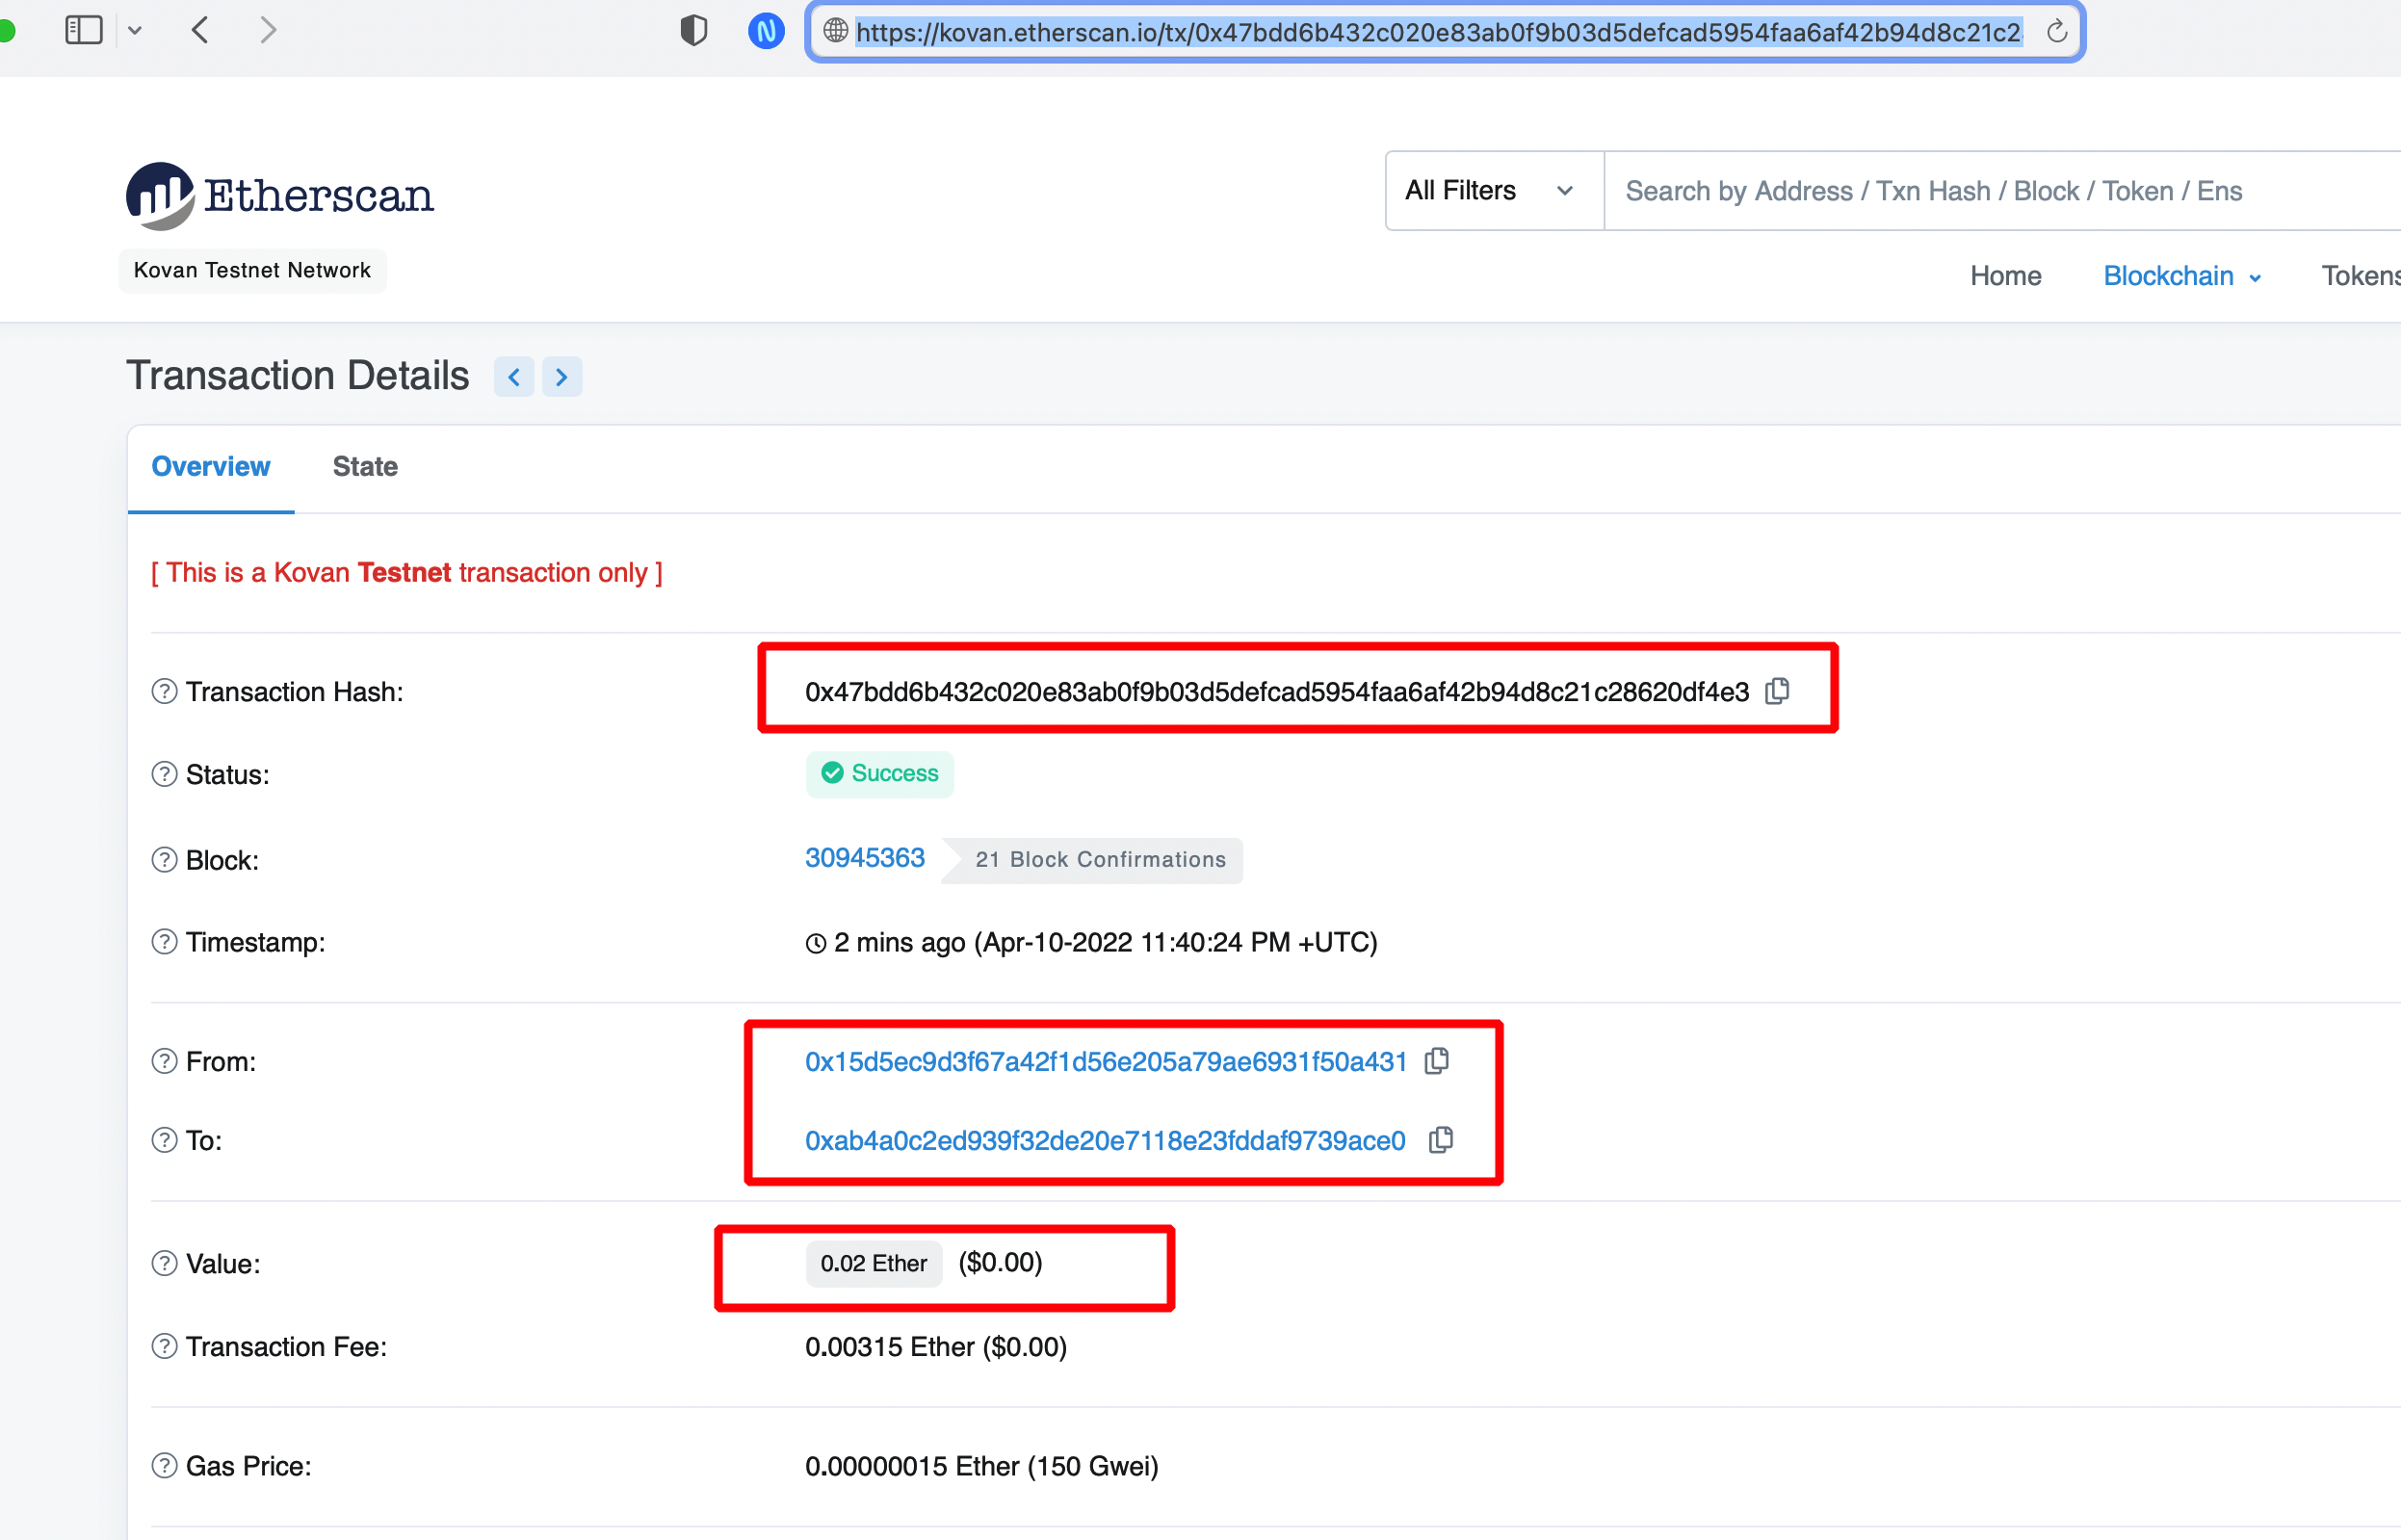 https://kovan.etherscan.io/tx/0x47bdd6b432c020e83ab0f9b03d5defcad5954faa6af42b94d8c21c2
Etherscan
All Filters
Search by Address / Txn Hash / Block / Token / Ens
Kovan Testnet Network
Home Blockchain Tokens
Transaction Details
Overview State
[ This is a Kovan Testnet transaction only ]
Transaction Hash: 0x47bdd6b432c020e83ab0f9b03d5defcad5954faa6af42b94d8c21c28620df4e3
Status: Success
Block: 30945363 21 Block Confirmations
Timestamp: 2 mins ago (Apr-10-2022 11:40:24 PM +UTC)
From: 0x15d5ec9d3f67a42f1d56e205a79ae6931f50a431
To: 0xab4a0c2ed939f32de20e7118e23fddaf9739ace0
Value: 0.02 Ether ($0.00)
Transaction Fee: 0.00315 Ether ($0.00)
Gas Price: 0.00000015 Ether (150 Gwei)